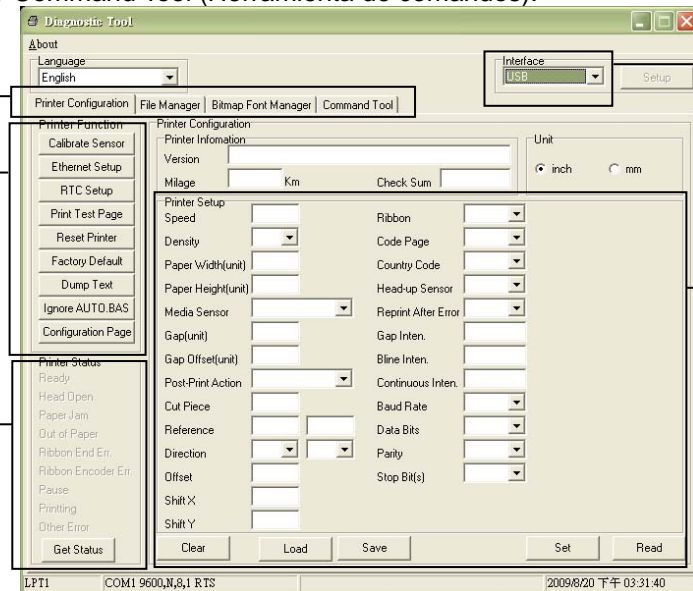 Command Tool (Herramienta de comandos).
Diagnostic Tool
About
Language
English
Interface
USB
Setup
Printer Configuration
File Manager
Bitmap Font Manager
Command Tool
Printer Function
Calibrate Sensor
Ethernet Setup
RTC Setup
Print Test Page
Reset Printer
Factory Default
Dump Text
Ignore AUTO.BAS
Configuration Page
Printer Status
Ready
Head Open
Paper Jam
Out of Paper
Ribbon End Err.
Ribbon Encoder Err.
Pause
Printting
Other Error
Get Status
Printer Configuration
Printer Infomation
Version
Milage Km Check Sum
Unit
inch mm
Printer Setup
Speed Ribbon
Density Code Page
Paper Width(unit) Country Code
Paper Height(unit) Head-up Sensor
Media Sensor Reprint After Error
Gap(unit) Gap Inten.
Gap Offset(unit) Bline Inten.
Post-Print Action Continuous Inten.
Cut Piece Baud Rate
Reference Data Bits
Direction Parity
Offset Stop Bit(s)
Shift X
Shift Y
Clear Load Save Set Read
LPT1 COM1 9600,N,8,1 RTS 2009/8/20 下午 03:31:40